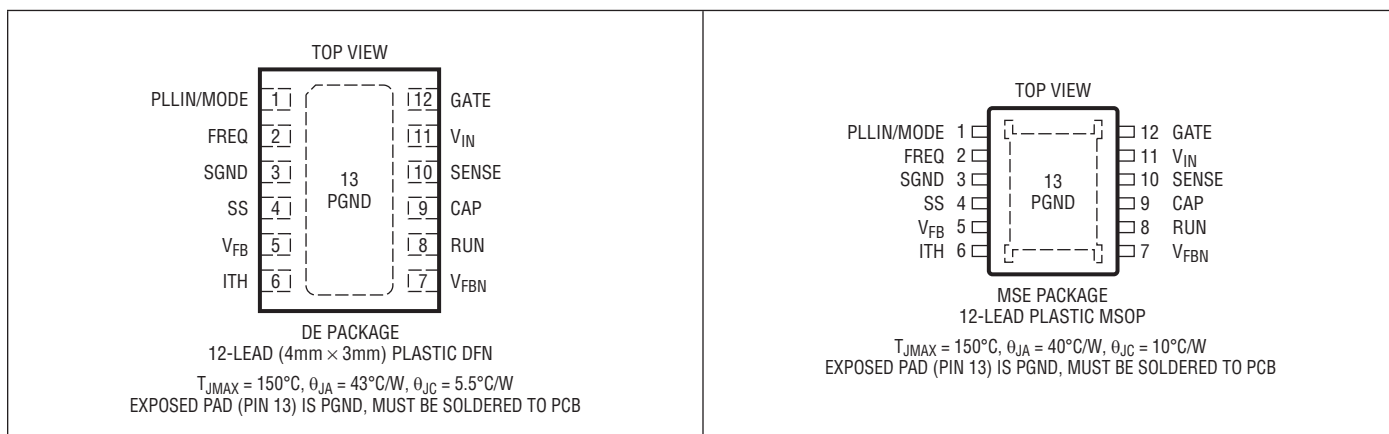 TOP VIEW
PLLIN/MODE 1
FREQ 2
SGND 3
SS 4
VFB 5
ITH 6
13
PGND
12 GATE
11 VIN
10 SENSE
9 CAP
8 RUN
7 VFBN
DE PACKAGE
12-LEAD (4mm × 3mm) PLASTIC DFN
TJMAX = 150°C, θJA = 43°C/W, θJC = 5.5°C/W
EXPOSED PAD (PIN 13) IS PGND, MUST BE SOLDERED TO PCB
TOP VIEW
PLLIN/MODE 1
FREQ 2
SGND 3
SS 4
VFB 5
ITH 6
13
PGND
12 GATE
11 VIN
10 SENSE
9 CAP
8 RUN
7 VFBN
MSE PACKAGE
12-LEAD PLASTIC MSOP
TJMAX = 150°C, θJA = 40°C/W, θJC = 10°C/W
EXPOSED PAD (PIN 13) IS PGND, MUST BE SOLDERED TO PCB